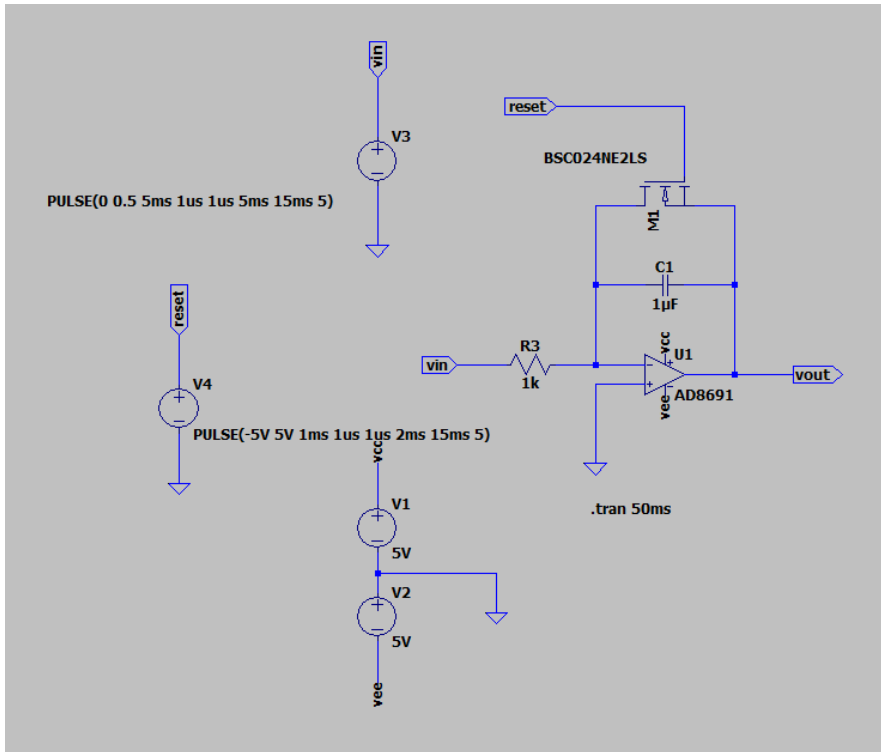 vin
V3
PULSE(0 0.5 5ms 1us 1us 5ms 15ms 5)
reset
BSC024NE2LS
M1
C1
1µF
reset
V4
PULSE(-5V 5V 1ms 1us 1us 2ms 15ms 5)
vin
R3
1k
vcc
U1
AD8691
vee
vout
.tran 50ms
vcc
V1
5V
V2
5V
vee